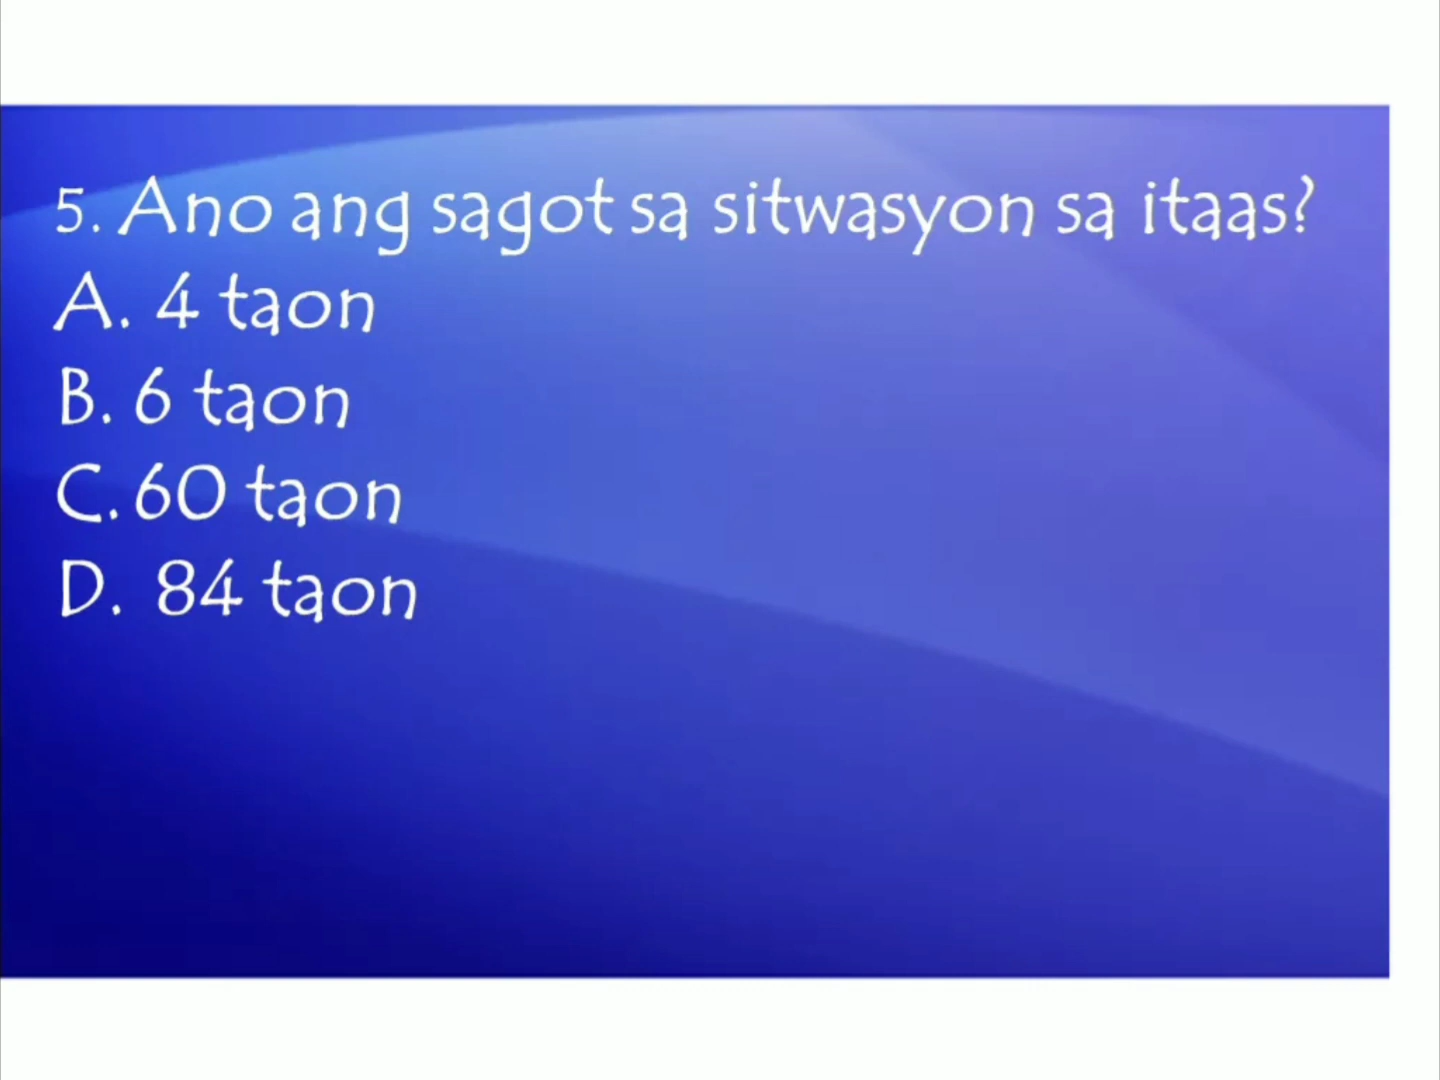 5. Ano ang sagot sa sitwasyon sa itaas?
A. 4 taon
B. 6 taon
C. 60 taon
D. 84 taon